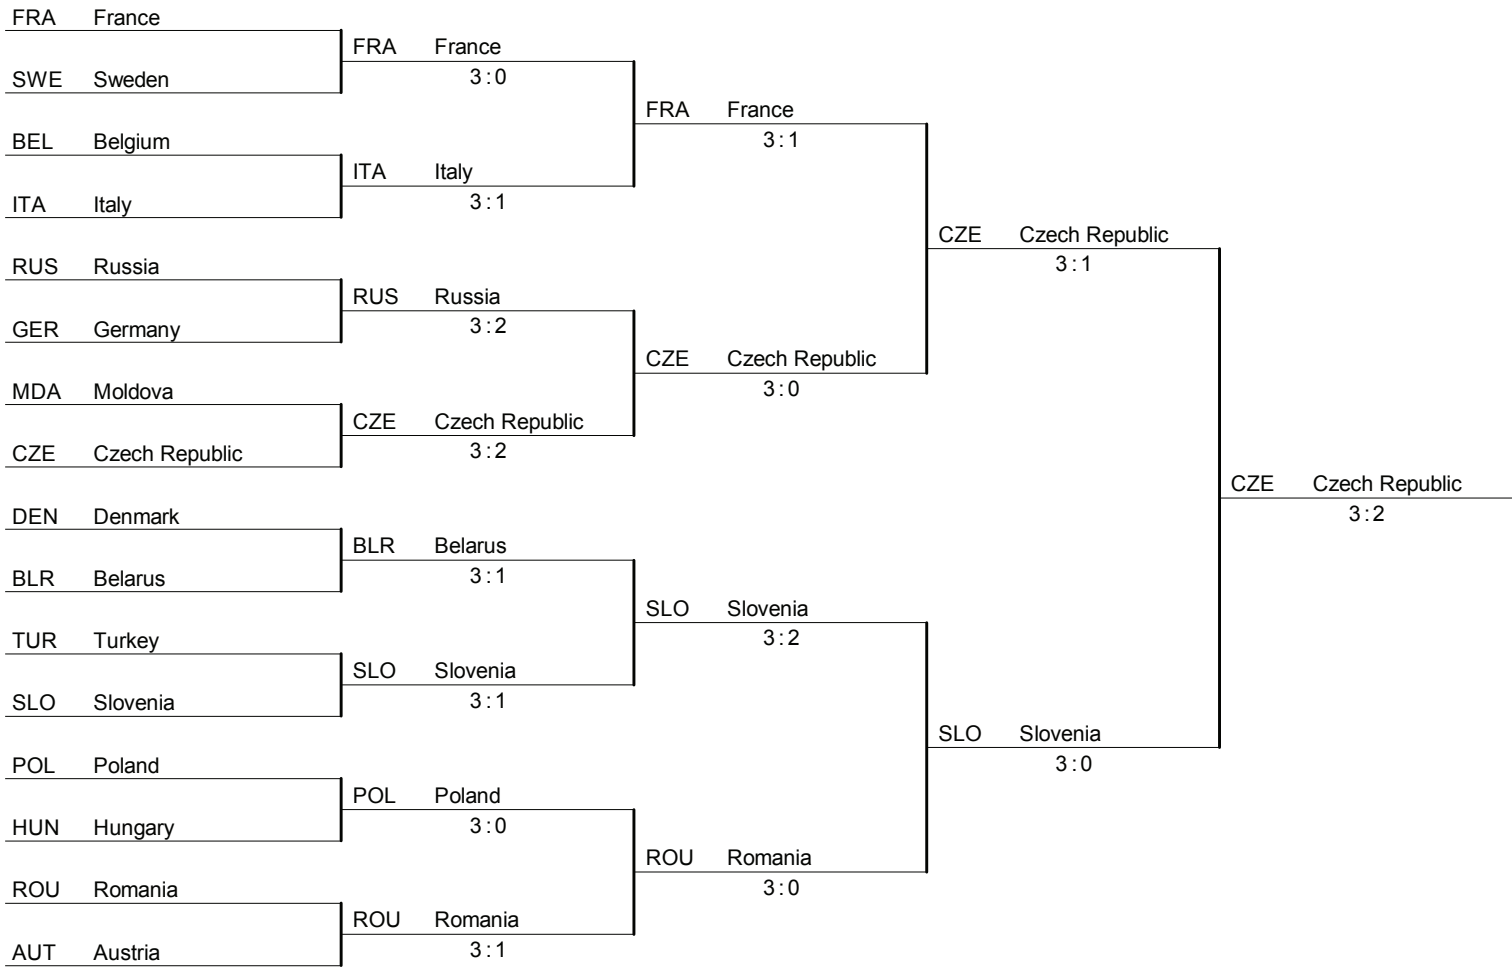 FRA France
SWE Sweden
BEL Belgium
ITA Italy
RUS Russia
GER Germany
MDA Moldova
CZE Czech Republic
DEN Denmark
BLR Belarus
TUR Turkey
SLO Slovenia
POL Poland
HUN Hungary
ROU Romania
AUT Austria
FRA France
3 : 0
ITA Italy
3 : 1
RUS Russia
3 : 2
CZE Czech Republic
3 : 2
BLR Belarus
3 : 1
SLO Slovenia
3 : 1
POL Poland
3 : 0
ROU Romania
3 : 1
FRA France
3 : 1
CZE Czech Republic
3 : 0
SLO Slovenia
3 : 2
ROU Romania
3 : 0
CZE Czech Republic
3 : 1
SLO Slovenia
3 : 0
CZE Czech Republic
3 : 2